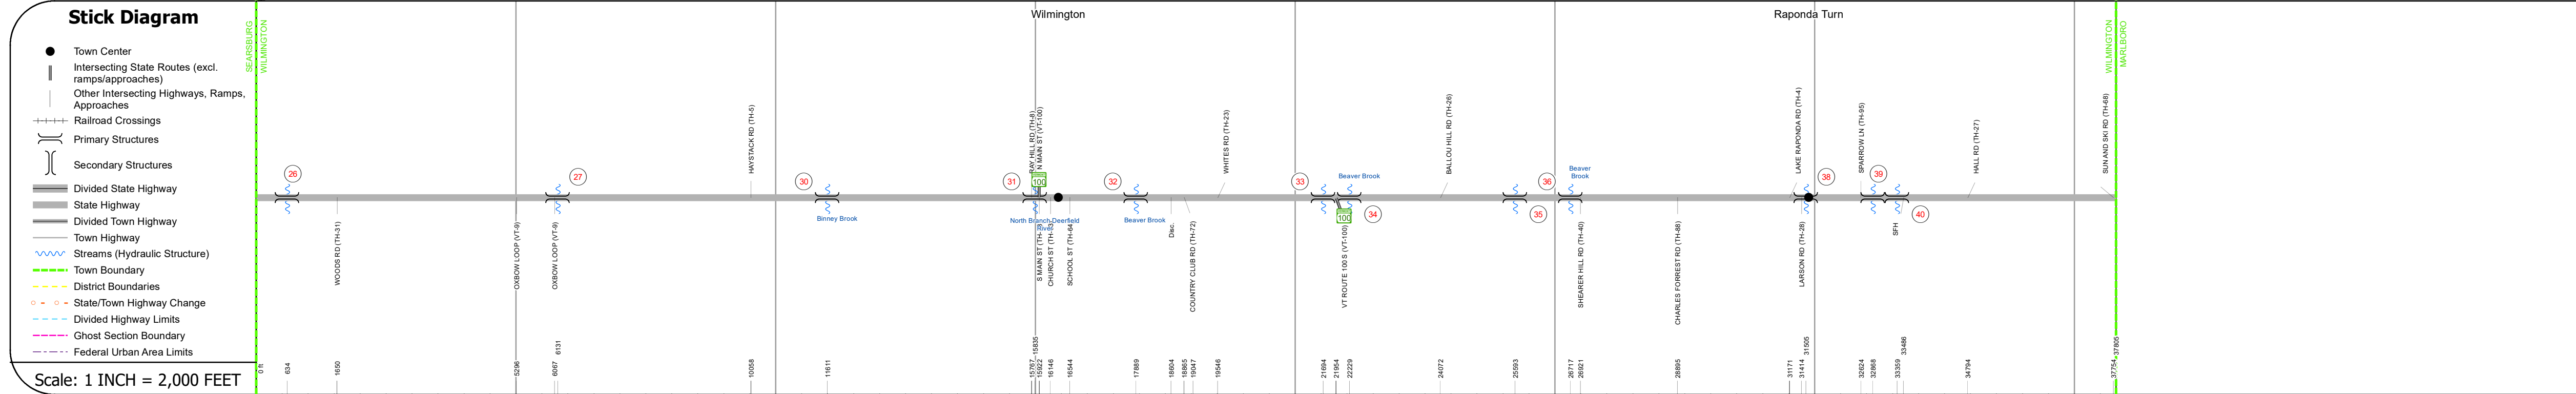 Stick Diagram
Town Center
Intersecting State Routes (excl.
ramps/approaches)
Other Intersecting Highways, Ramps,
Approaches
Railroad Crossings
Primary Structures
Secondary Structures
Divided State Highway
State Highway
Divided Town Highway
Town Highway
Streams (Hydraulic Structure)
Town Boundary
District Boundaries
State/Town Highway Change
Divided Highway Limits
Ghost Section Boundary
Federal Urban Area Limits
Scale: 1 INCH = 2,000 FEET
SEARSBURG
WILMINGTON
Wilmington
Raponda Turn
WILMINGTON
MARLBORO
HAYSTACK RD (TH-5)
RAY HILL RD (TH-8)
N MAIN ST (VT-100)
WHITES RD (TH-23)
BALLOU HILL RD (TH-26)
LAKE RAPONDA RD (TH-4)
SPARROW LN (TH-95)
HALL RD (TH-27)
SUN AND SKI RD (TH-68)
26
27
30
31
100
32
33
Beaver Brook
36
Beaver
Brook
38
39
34
35
40
100
Binney Brook
North Branch Deerfield
River
Beaver Brook
WOODS RD (TH-31)
OXBOW LOOP (VT-9)
OXBOW LOOP (VT-9)
S MAIN ST
CHURCH ST
SCHOOL ST (TH-64)
Disc.
COUNTRY CLUB RD (TH-72)
VT ROUTE 100 S (VT-100)
SHEARER HILL RD (TH-40)
CHARLES FORREST RD (TH-88)
LARSON RD (TH-28)
SFH
0 ft
634
1650
5296
6067
6131
10058
11611
15767
15835
15922
16146
16544
17889
18604
18865
19047
19546
21694
21954
22229
24072
25593
26717
26921
28895
31171
31414
31505
32624
32868
33359
33486
34794
37754
37805